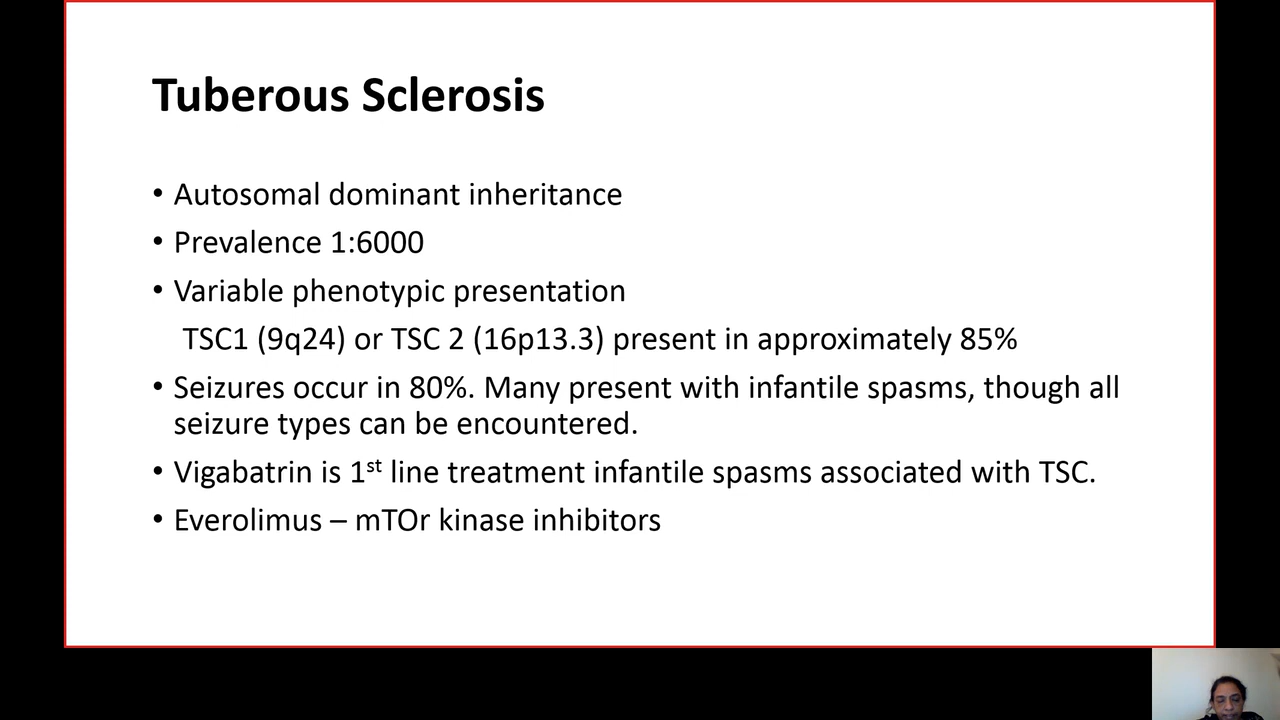 Tuberous Sclerosis
• Autosomal dominant inheritance
• Prevalence 1:6000
• Variable phenotypic presentation
TSC1 (9q24) or TSC 2 (16p13.3) present in approximately 85%
• Seizures occur in 80%. Many present with infantile spasms, though all
seizure types can be encountered.
• Vigabatrin is 1st line treatment infantile spasms associated with TSC.
• Everolimus – mTOr kinase inhibitors